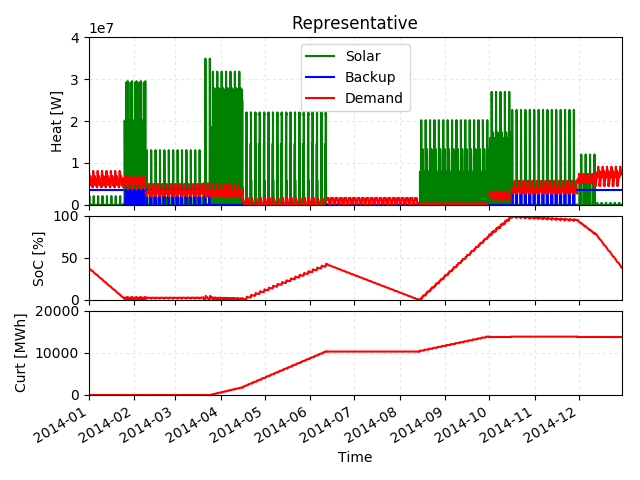 Representative
1e7
4
3
2
1
0
Heat [W]
Solar
Backup
Demand
100
50
0
SoC [%]
20000
10000
0
Curt [MWh]
2014-01
2014-02
2014-03
2014-04
2014-05
2014-06
2014-07
2014-08
2014-09
2014-10
2014-11
2014-12
Time